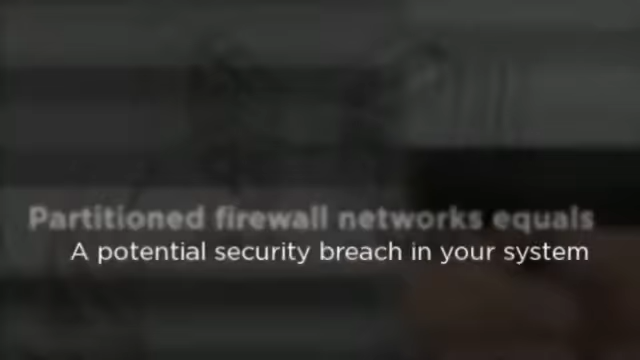 Partitioned firewall networks equals
A potential security breach in your system